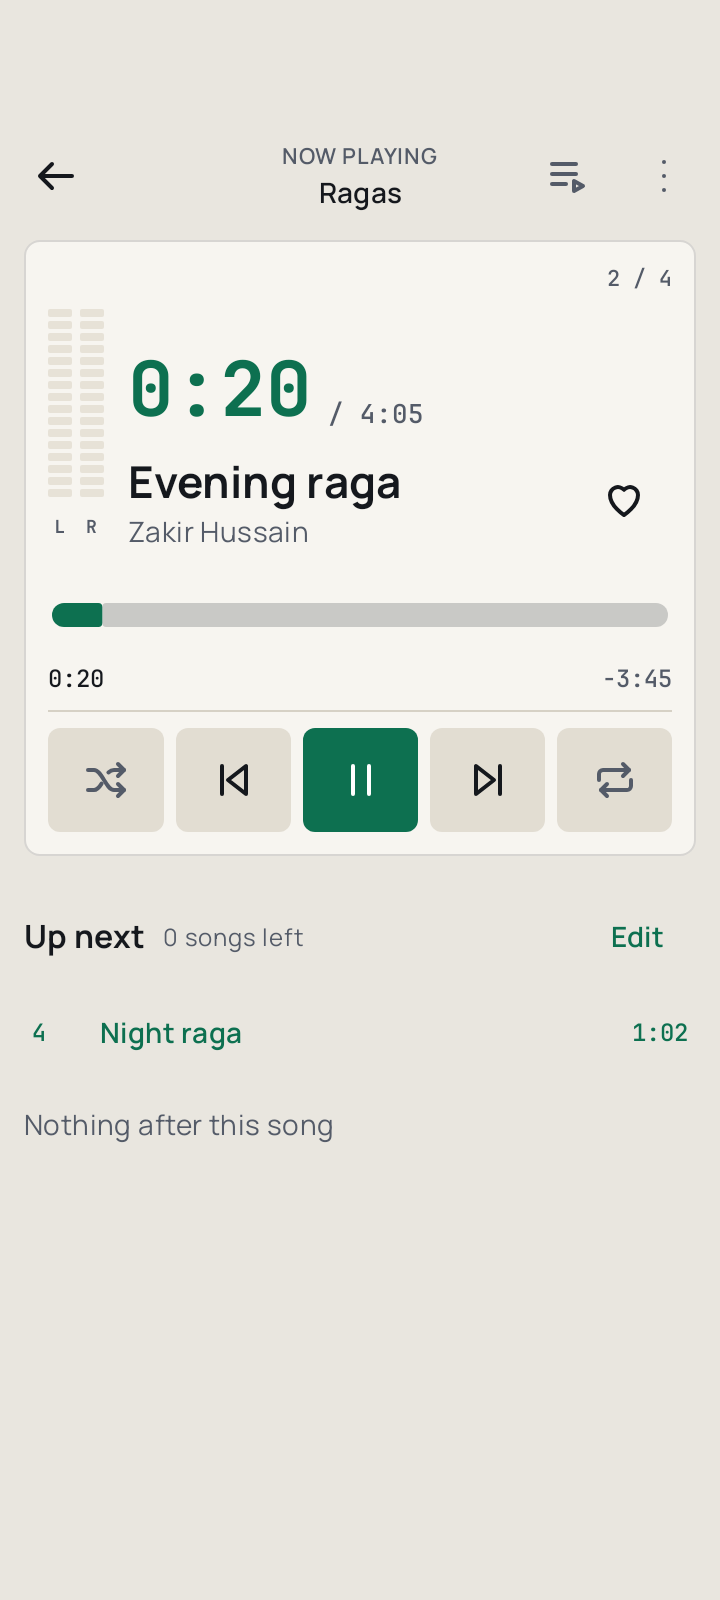 NOW PLAYING
Ragas
2 / 4
0:20 / 4:05
Evening raga
Zakir Hussain
L R
0:20 -3:45
Up next 0 songs left Edit
4 Night raga 1:02
Nothing after this song